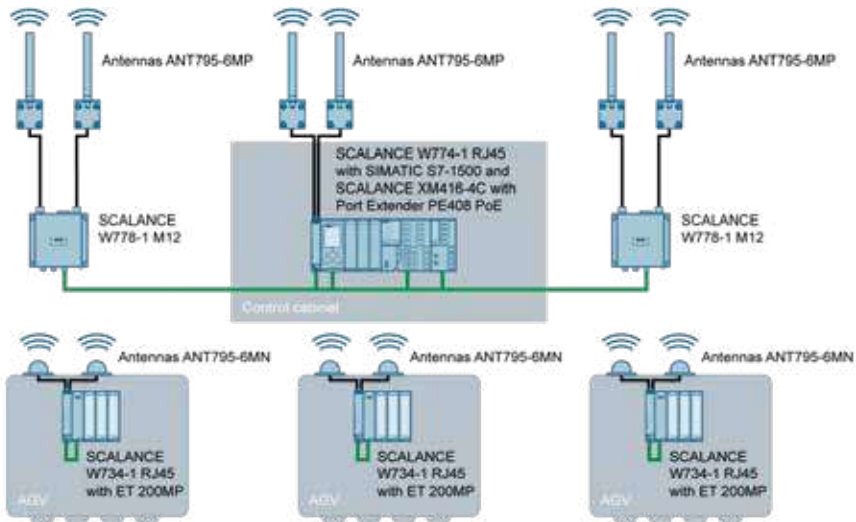 Antennas ANT795-6MP
Antennas ANT795-6MP
Antennas ANT795-6MP
SCALANCE W774-1 RJ45
with SIMATIC S7-1500 and
SCALANCE XM416-4C with
Port Extender PE408 PoE
SCALANCE
W778-1 M12
SCALANCE
W778-1 M12
Control cabinet
Antennas ANT795-6MN
Antennas ANT795-6MN
Antennas ANT795-6MN
SCALANCE
W734-1 RJ45
with ET 200MP
AGV
SCALANCE
W734-1 RJ45
with ET 200MP
AGV
SCALANCE
W734-1 RJ45
with ET 200MP
AGV